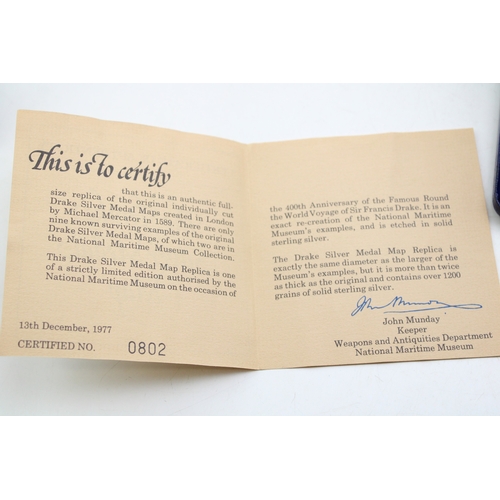 This is to certify
that this is an authentic full-
size replica of the original individually cut
Drake Silver Medal Maps created in London
by Michael Mercator in 1589. There are only
nine known surviving examples of the original
Drake Silver Medal Maps, of which two are in
the National Maritime Museum Collection.
This Drake Silver Medal Map Replica is one
of a strictly limited edition authorised by the
National Maritime Museum on the occasion of
13th December, 1977
CERTIFIED NO. 0802
the 400th Anniversary of the Famous Round
the World Voyage of Sir Francis Drake. It is an
exact re-creation of the National Maritime
Museum's examples, and is etched in solid
sterling silver.
The Drake Silver Medal Map Replica is
exactly the same diameter as the larger of the
Museum's examples, but it is more than twice
as thick as the original and contains over 1200
grains of solid sterling silver.
John Munday
John Munday
Keeper
Weapons and Antiquities Department
National Maritime Museum